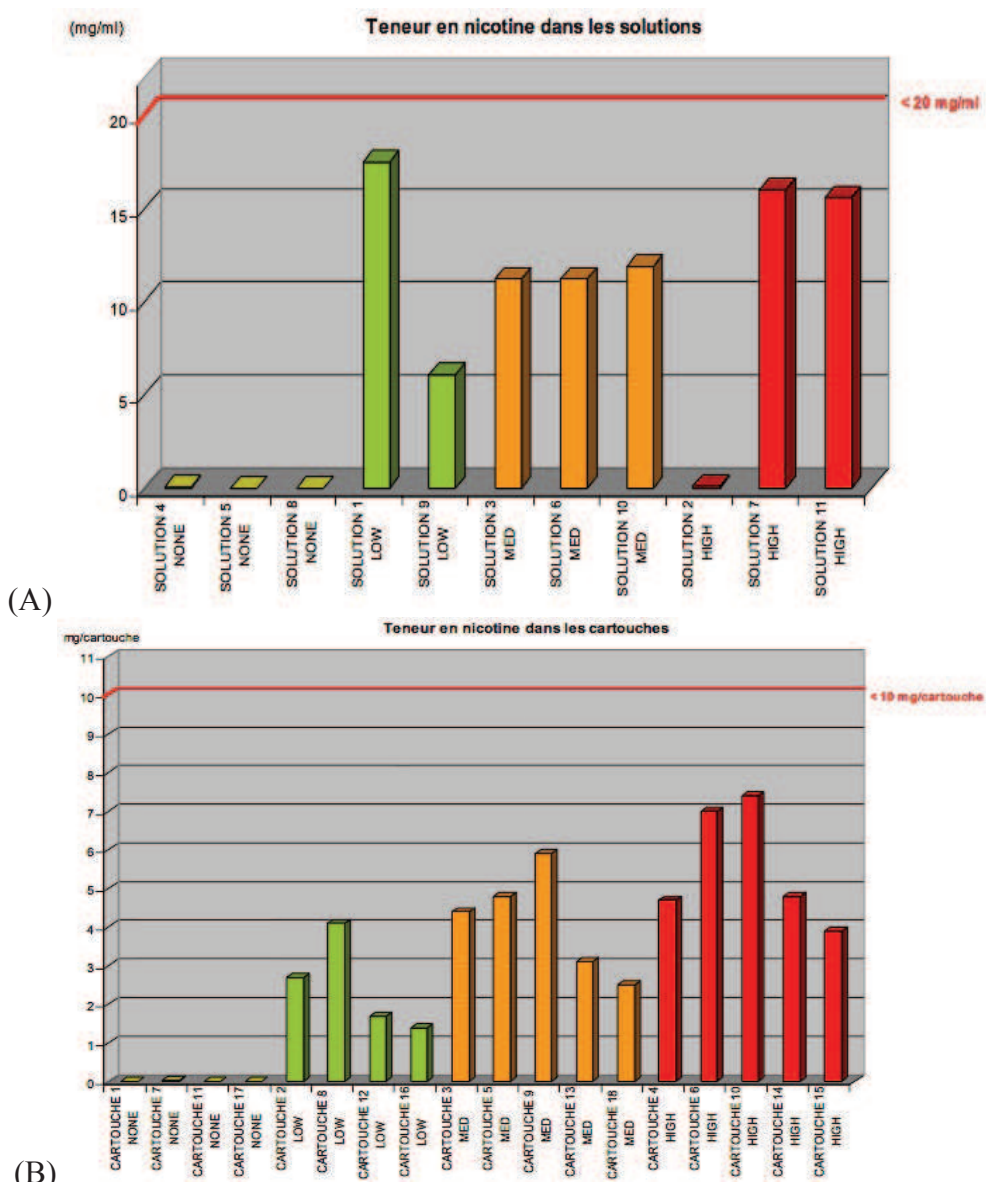 (mg/ml)
Teneur en nicotine dans les solutions
< 20 mg/ml
20
15
10
5
0
SOLUTION 4
NONE
SOLUTION 5
NONE
SOLUTION 8
NONE
SOLUTION 1
LOW
SOLUTION 9
LOW
SOLUTION 3
MED
SOLUTION 6
MED
SOLUTION 10
MED
SOLUTION 2
HIGH
SOLUTION 7
HIGH
SOLUTION 11
HIGH
(A)
mg/cartouche
Teneur en nicotine dans les cartouches
< 10 mg/cartouche
11
10
9
8
7
6
5
4
3
2
1
0
CARTOUCHE 1
NONE
CARTOUCHE 7
NONE
CARTOUCHE 11
NONE
CARTOUCHE 17
NONE
CARTOUCHE 2
LOW
CARTOUCHE 8
LOW
CARTOUCHE 12
LOW
CARTOUCHE 16
LOW
CARTOUCHE 3
MED
CARTOUCHE 5
MED
CARTOUCHE 9
MED
CARTOUCHE 13
MED
CARTOUCHE 18
MED
CARTOUCHE 4
HIGH
CARTOUCHE 6
HIGH
CARTOUCHE 10
HIGH
CARTOUCHE 14
HIGH
CARTOUCHE 15
HIGH
(B)